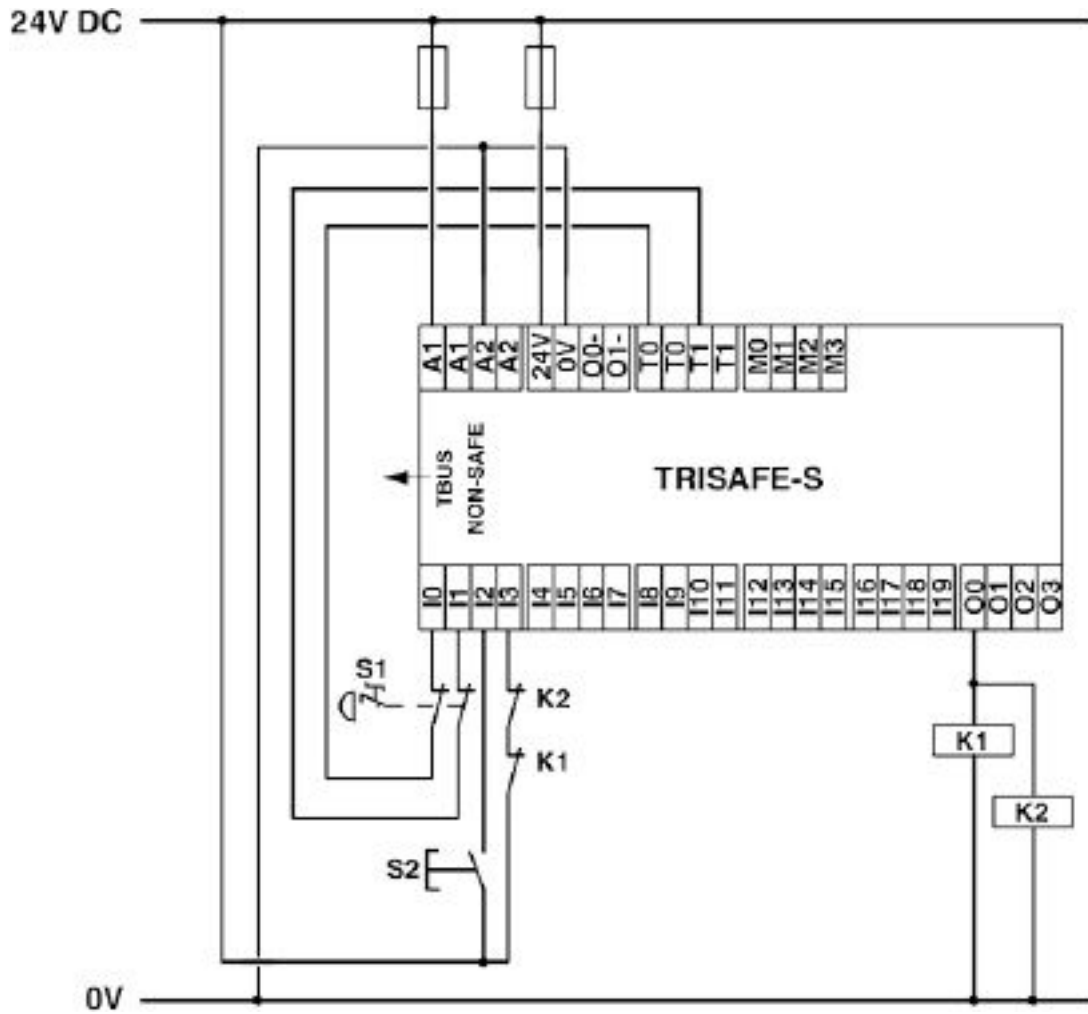 24V DC
A1 A1 A2 A2 24V 0V O0- O1- T0 T0 T1 T1 M0 M1 M2 M3
TBUS
NON-SAFE
TRISAFE-S
I0 I1 I2 I3 I4 I5 I6 I7 I8 I9 I10 I11 I12 I13 I14 I15 I16 I17 I18 I19 O0 O1 O2 O3
S1
K2
K1
K1
K2
S2
0V